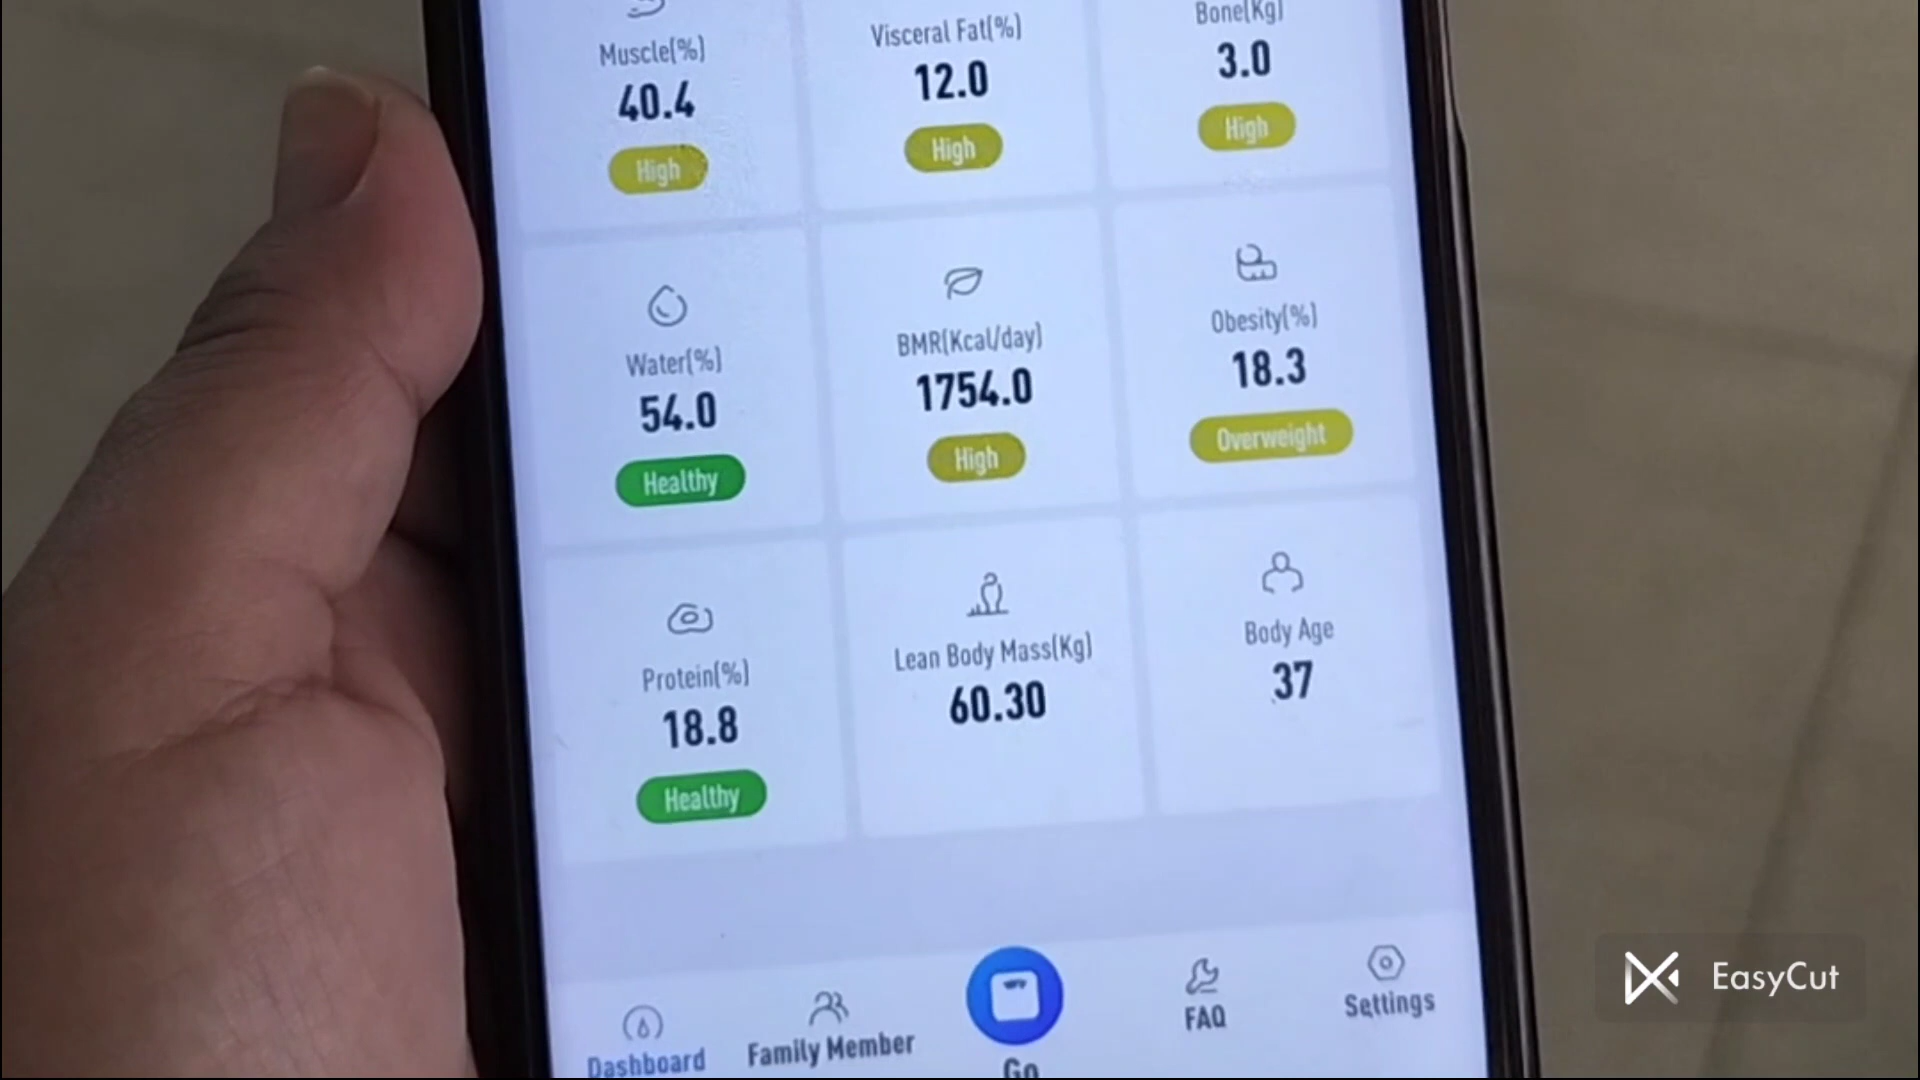 Muscle(%)
40.4
High
Visceral Fat(%)
12.0
High
Bone(Kg)
3.0
High
Water(%)
54.0
Healthy
BMR(Kcal/day)
1754.0
High
Obesity(%)
18.3
Overweight
Protein(%)
18.8
Healthy
Lean Body Mass(Kg)
60.30
Body Age
37
Dashboard
Family Member
Go
FAQ
Settings
EasyCut